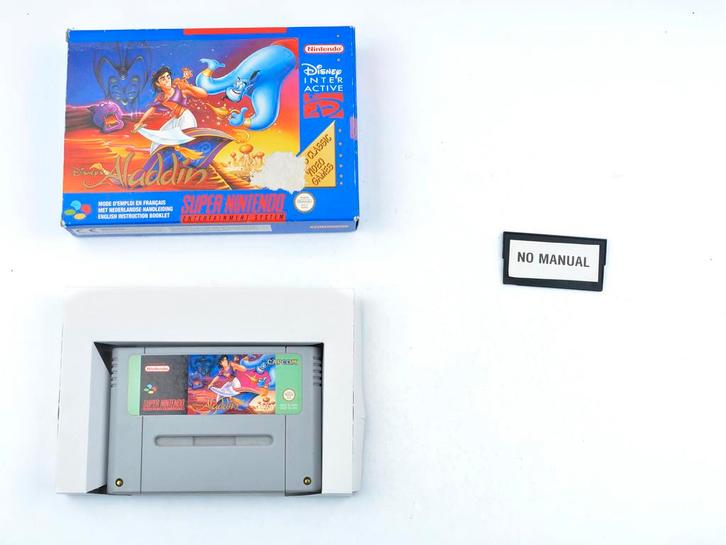 Nintendo
Disney
INTER
ACTIVE
CLASSIC
VIDEO
GAMES
Disney's Aladdin
MODE D'EMPLOI EN FRANÇAIS
MET NEDERLANDSE HANDLEIDING
ENGLISH INSTRUCTION BOOKLET
SUPER NINTENDO
ENTERTAINMENT SYSTEM
NO MANUAL
Nintendo
CAPCOM
SUPER NINTENDO
Aladdin